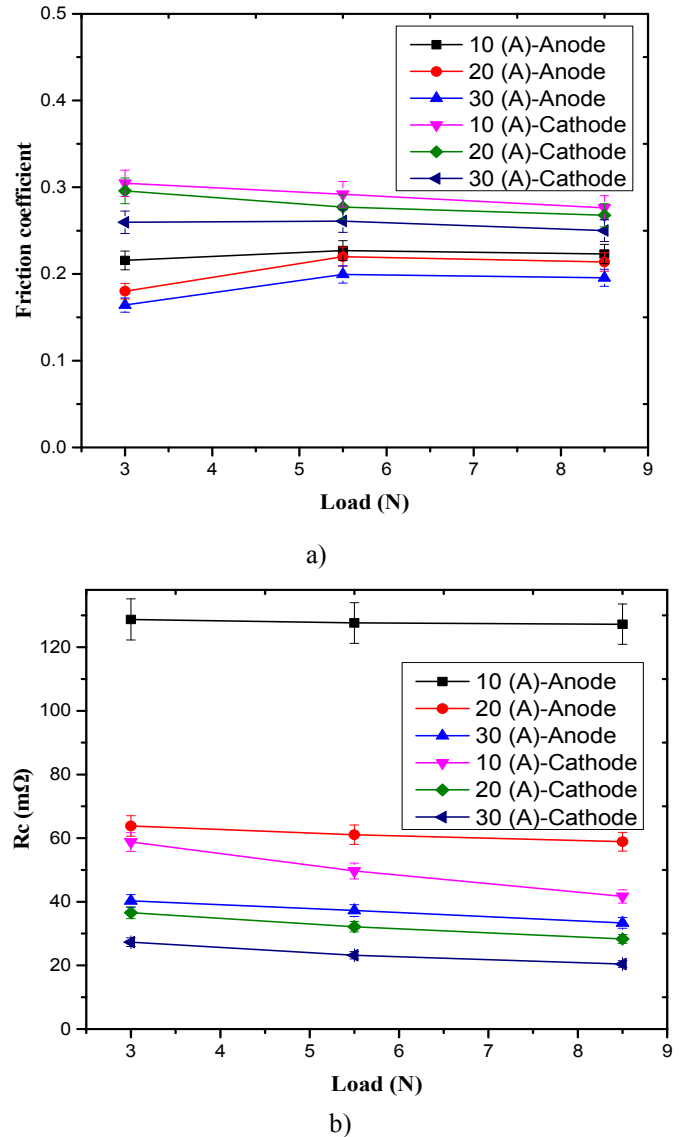 0.5
0.4
0.3
0.2
0.1
0.0
Friction coefficient
10 (A)-Anode
20 (A)-Anode
30 (A)-Anode
10 (A)-Cathode
20 (A)-Cathode
30 (A)-Cathode
3 4 5 6 7 8 9
Load (N)
a)
120
100
80
60
40
20
0
Rc (mΩ)
10 (A)-Anode
20 (A)-Anode
30 (A)-Anode
10 (A)-Cathode
20 (A)-Cathode
30 (A)-Cathode
3 4 5 6 7 8 9
Load (N)
b)